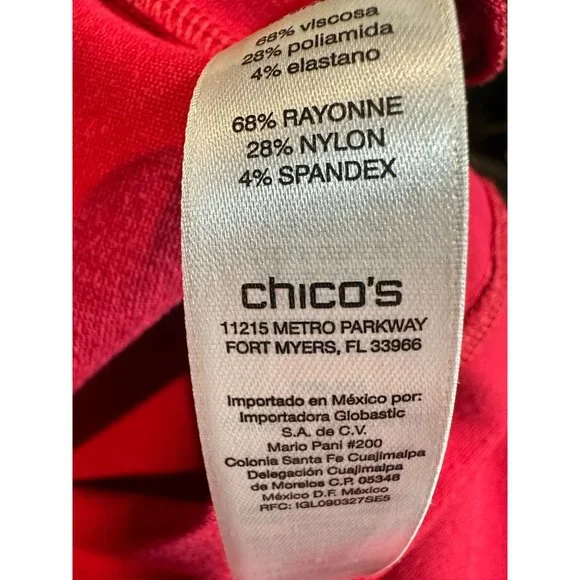 68% viscosa
28% poliamida
4% elastano
68% RAYONNE
28% NYLON
4% SPANDEX
chico's
11215 METRO PARKWAY
FORT MYERS, FL 33966
Importado en México por:
Importadora Globastic
S.A. de C.V.
Mario Pani #200
Colonia Santa Fe Cuajimalpa
Delegación Cuajimalpa
de Morelos C.P. 05348
México D.F. México
RFC: IGL090327SE5